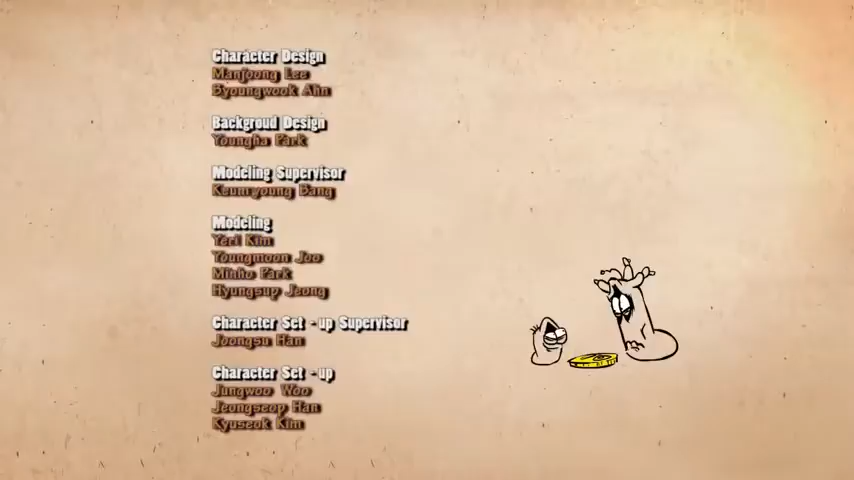 Character Design
Manjoong Lee
Byoungwook Ahn
Backgroud Design
Youngha Park
Modeling Supervisor
Keumyoung Bang
Modeling
Yeri Kim
Youngmoon Joo
Minho Park
Hyungsup Jeong
Character Set - up Supervisor
Joongsu Han
Character Set - up
Jungwoo Woo
Jeongseop Han
Kyuseok Kim